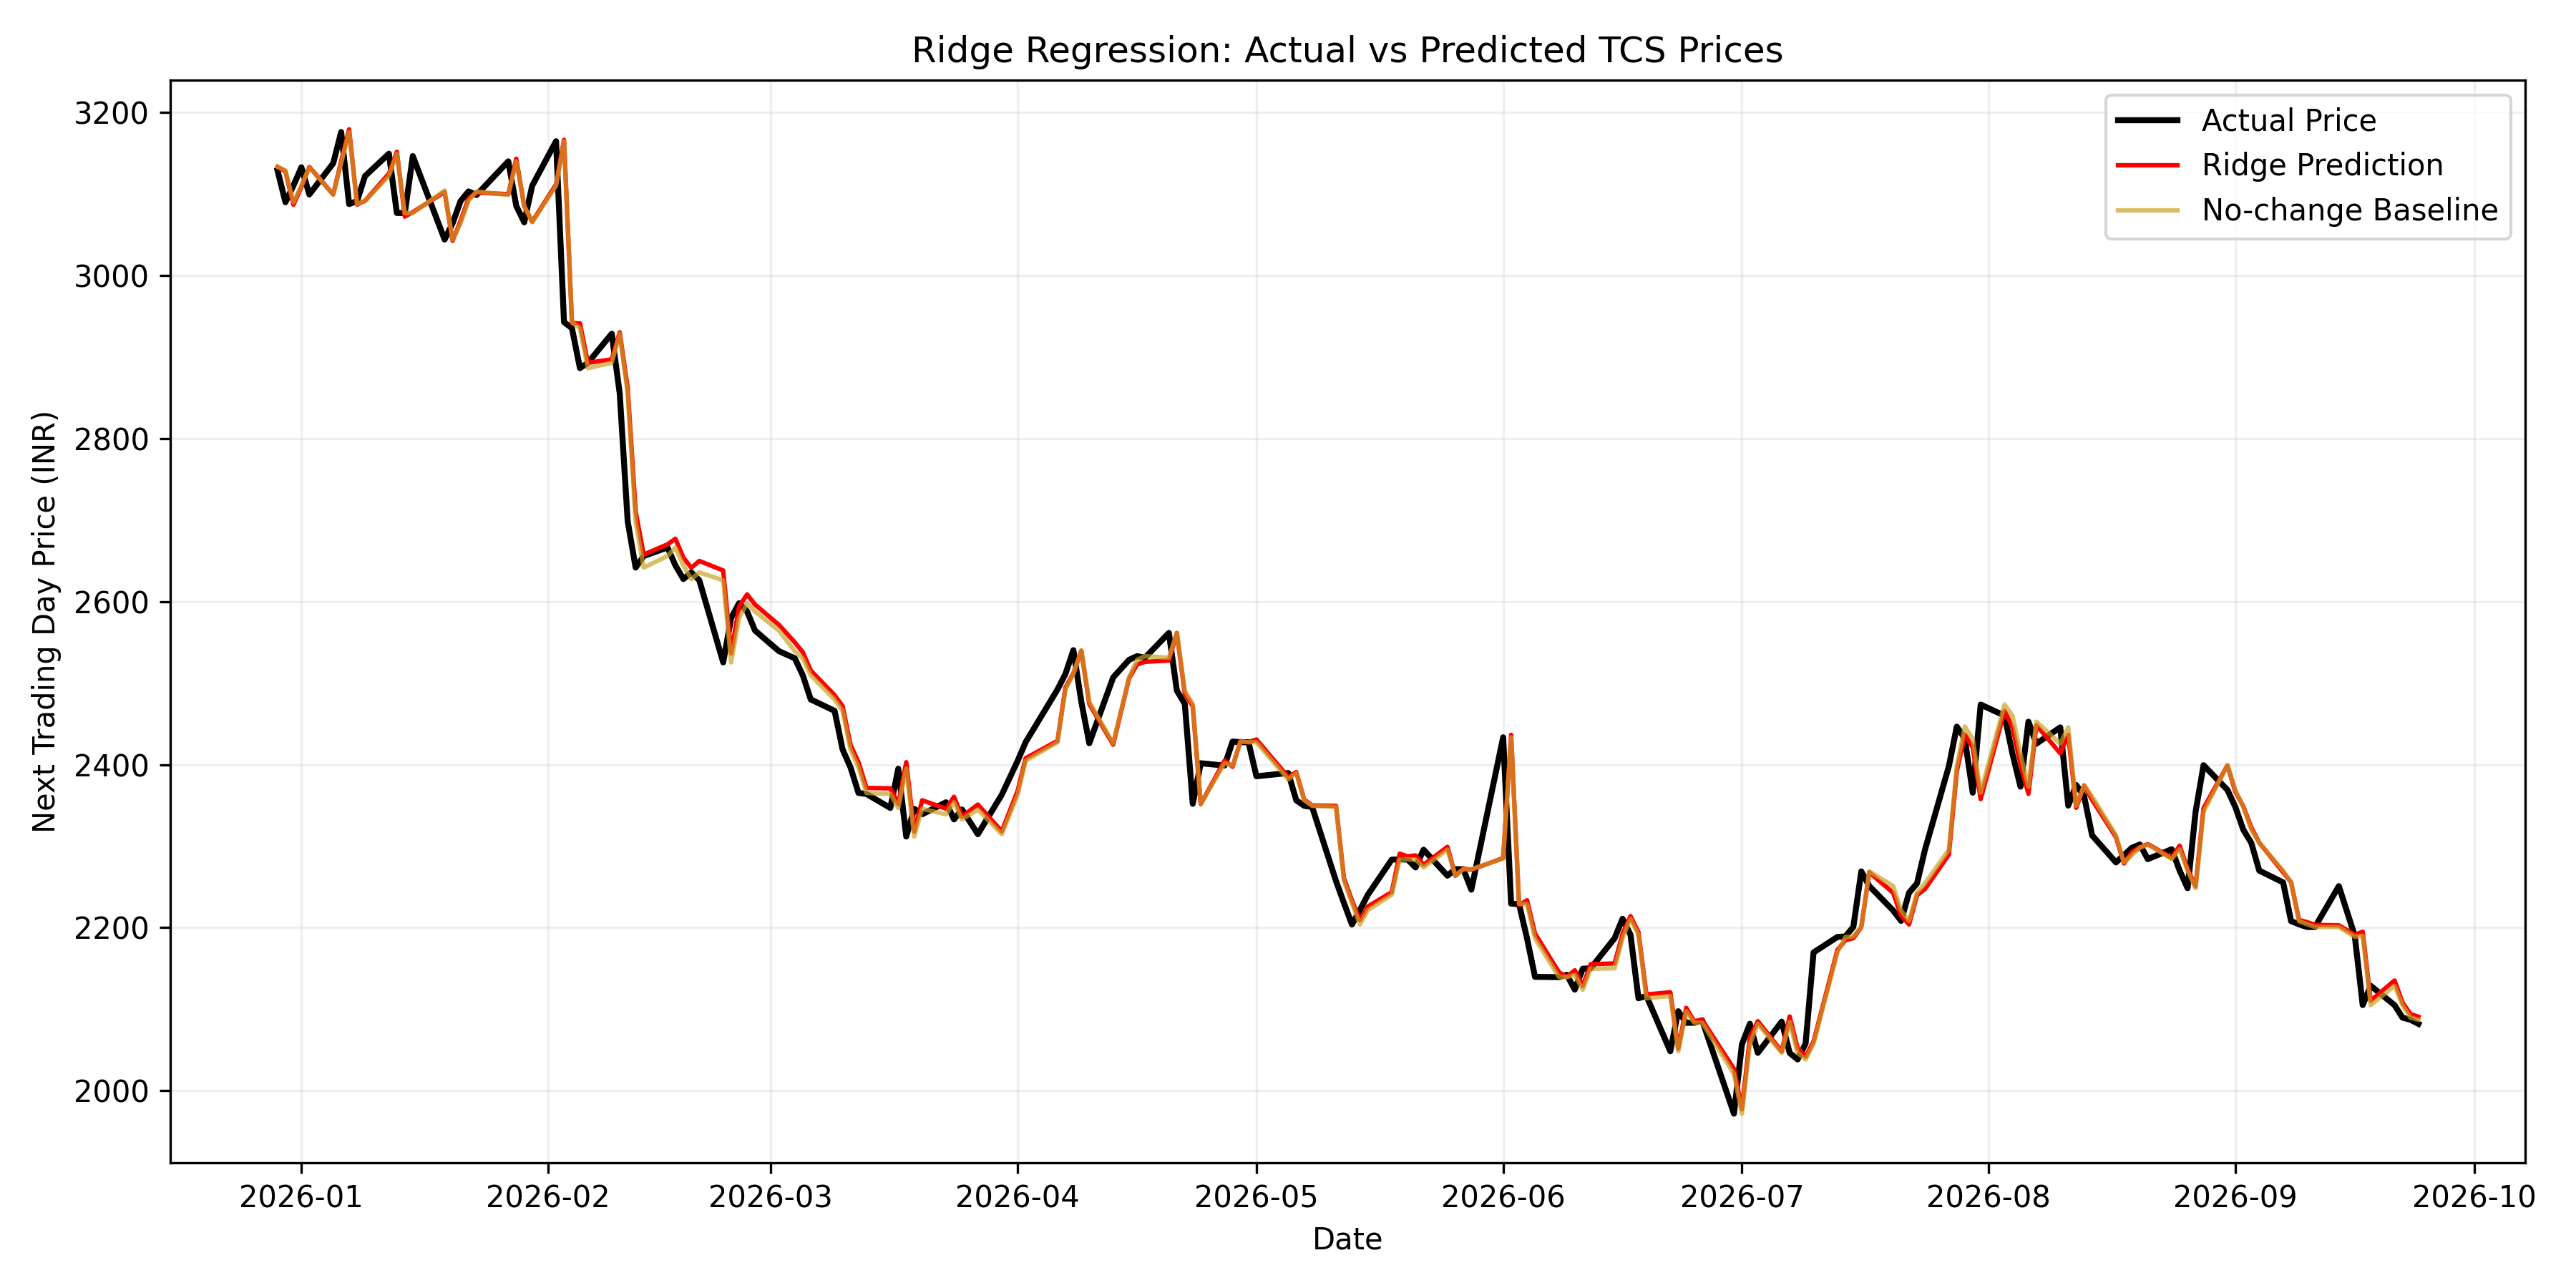 Ridge Regression: Actual vs Predicted TCS Prices
Actual Price
Ridge Prediction
No-change Baseline
Next Trading Day Price (INR)
3200
3000
2800
2600
2400
2200
2000
2026-01
2026-02
2026-03
2026-04
2026-05
2026-06
2026-07
2026-08
2026-09
2026-10
Date